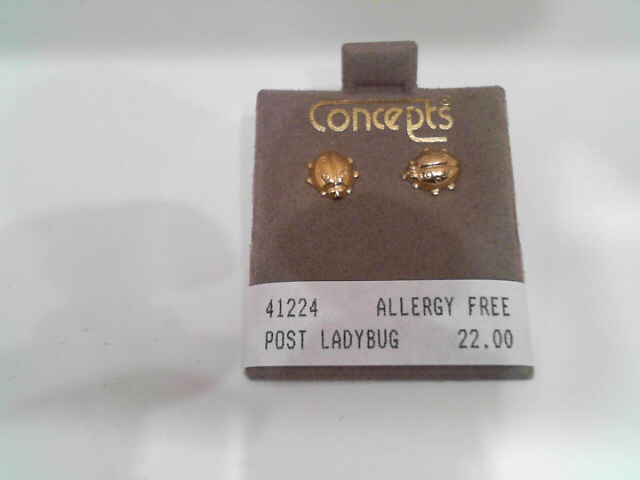 Concepts
41224 ALLERGY FREE
POST LADYBUG 22.00